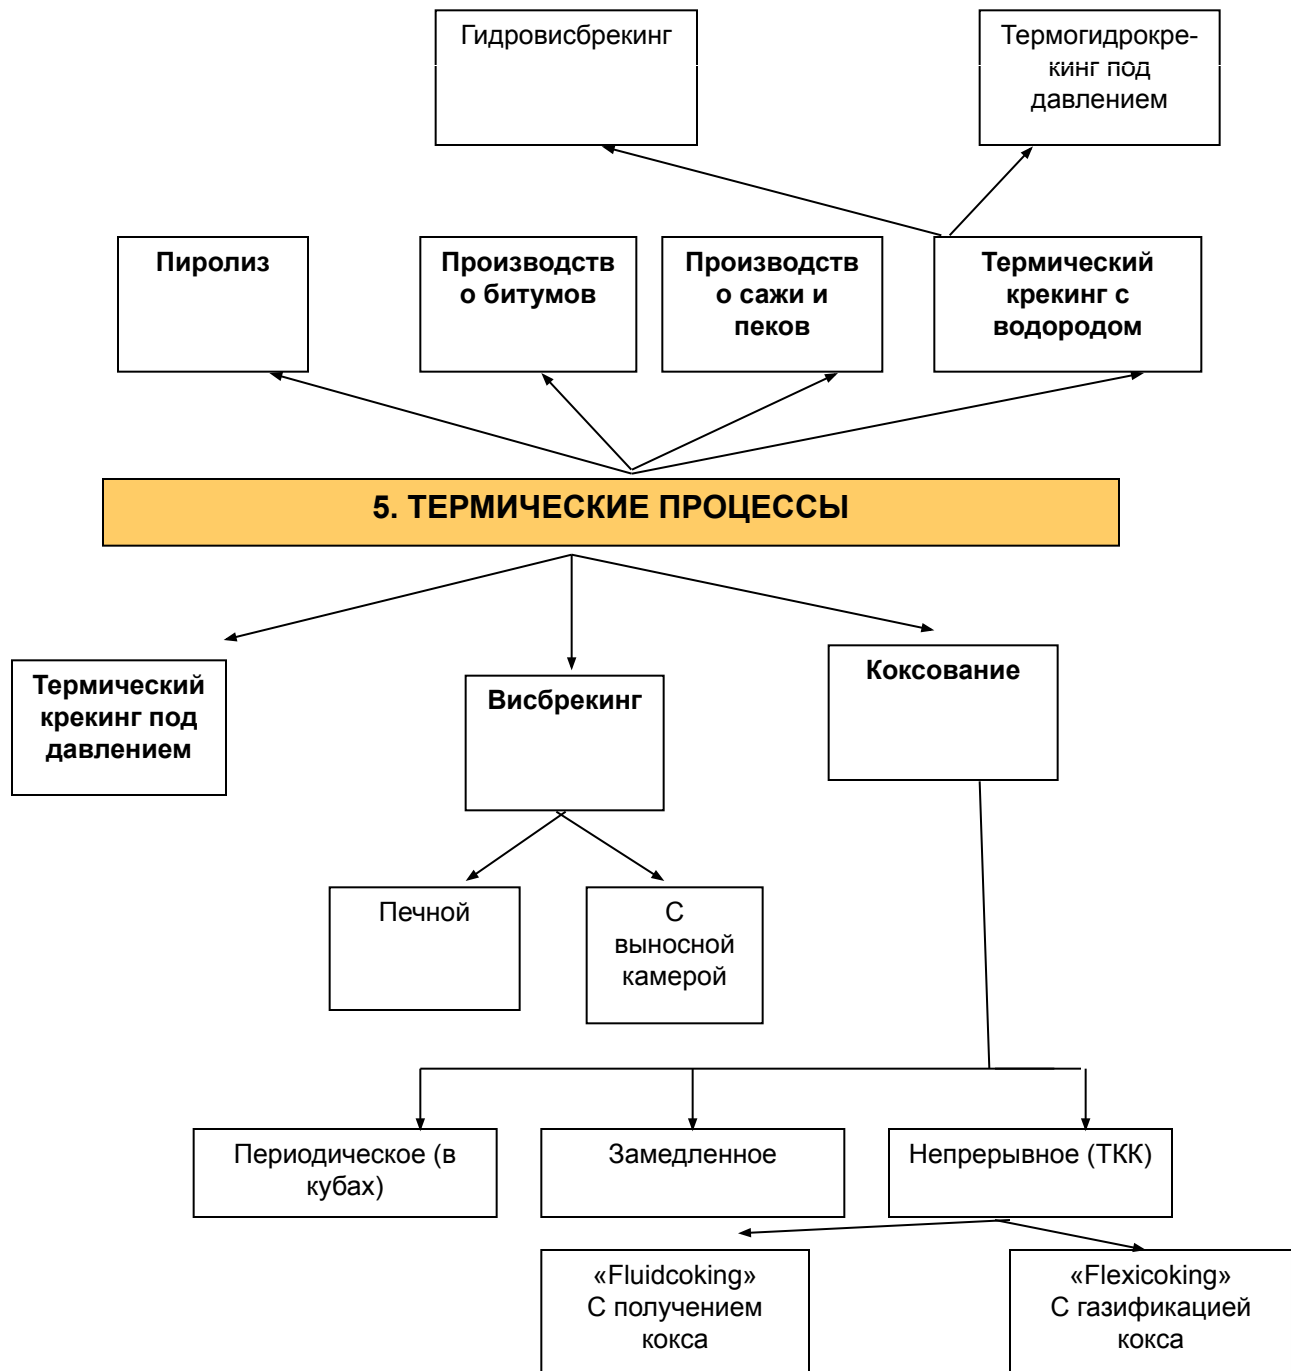 Гидровисбрекинг
Термогидрокре-
кинг под
давлением
Пиролиз
Производств
о битумов
Производств
о сажи и
пеков
Термический
крекинг с
водородом
5. ТЕРМИЧЕСКИЕ ПРОЦЕССЫ
Термический
крекинг под
давлением
Висбрекинг
Коксование
Печной
С
выносной
камерой
Периодическое (в
кубах)
Замедленное
Непрерывное (ТКК)
«Fluidcoking»
С получением
кокса
«Flexicoking»
С газификацией
кокса